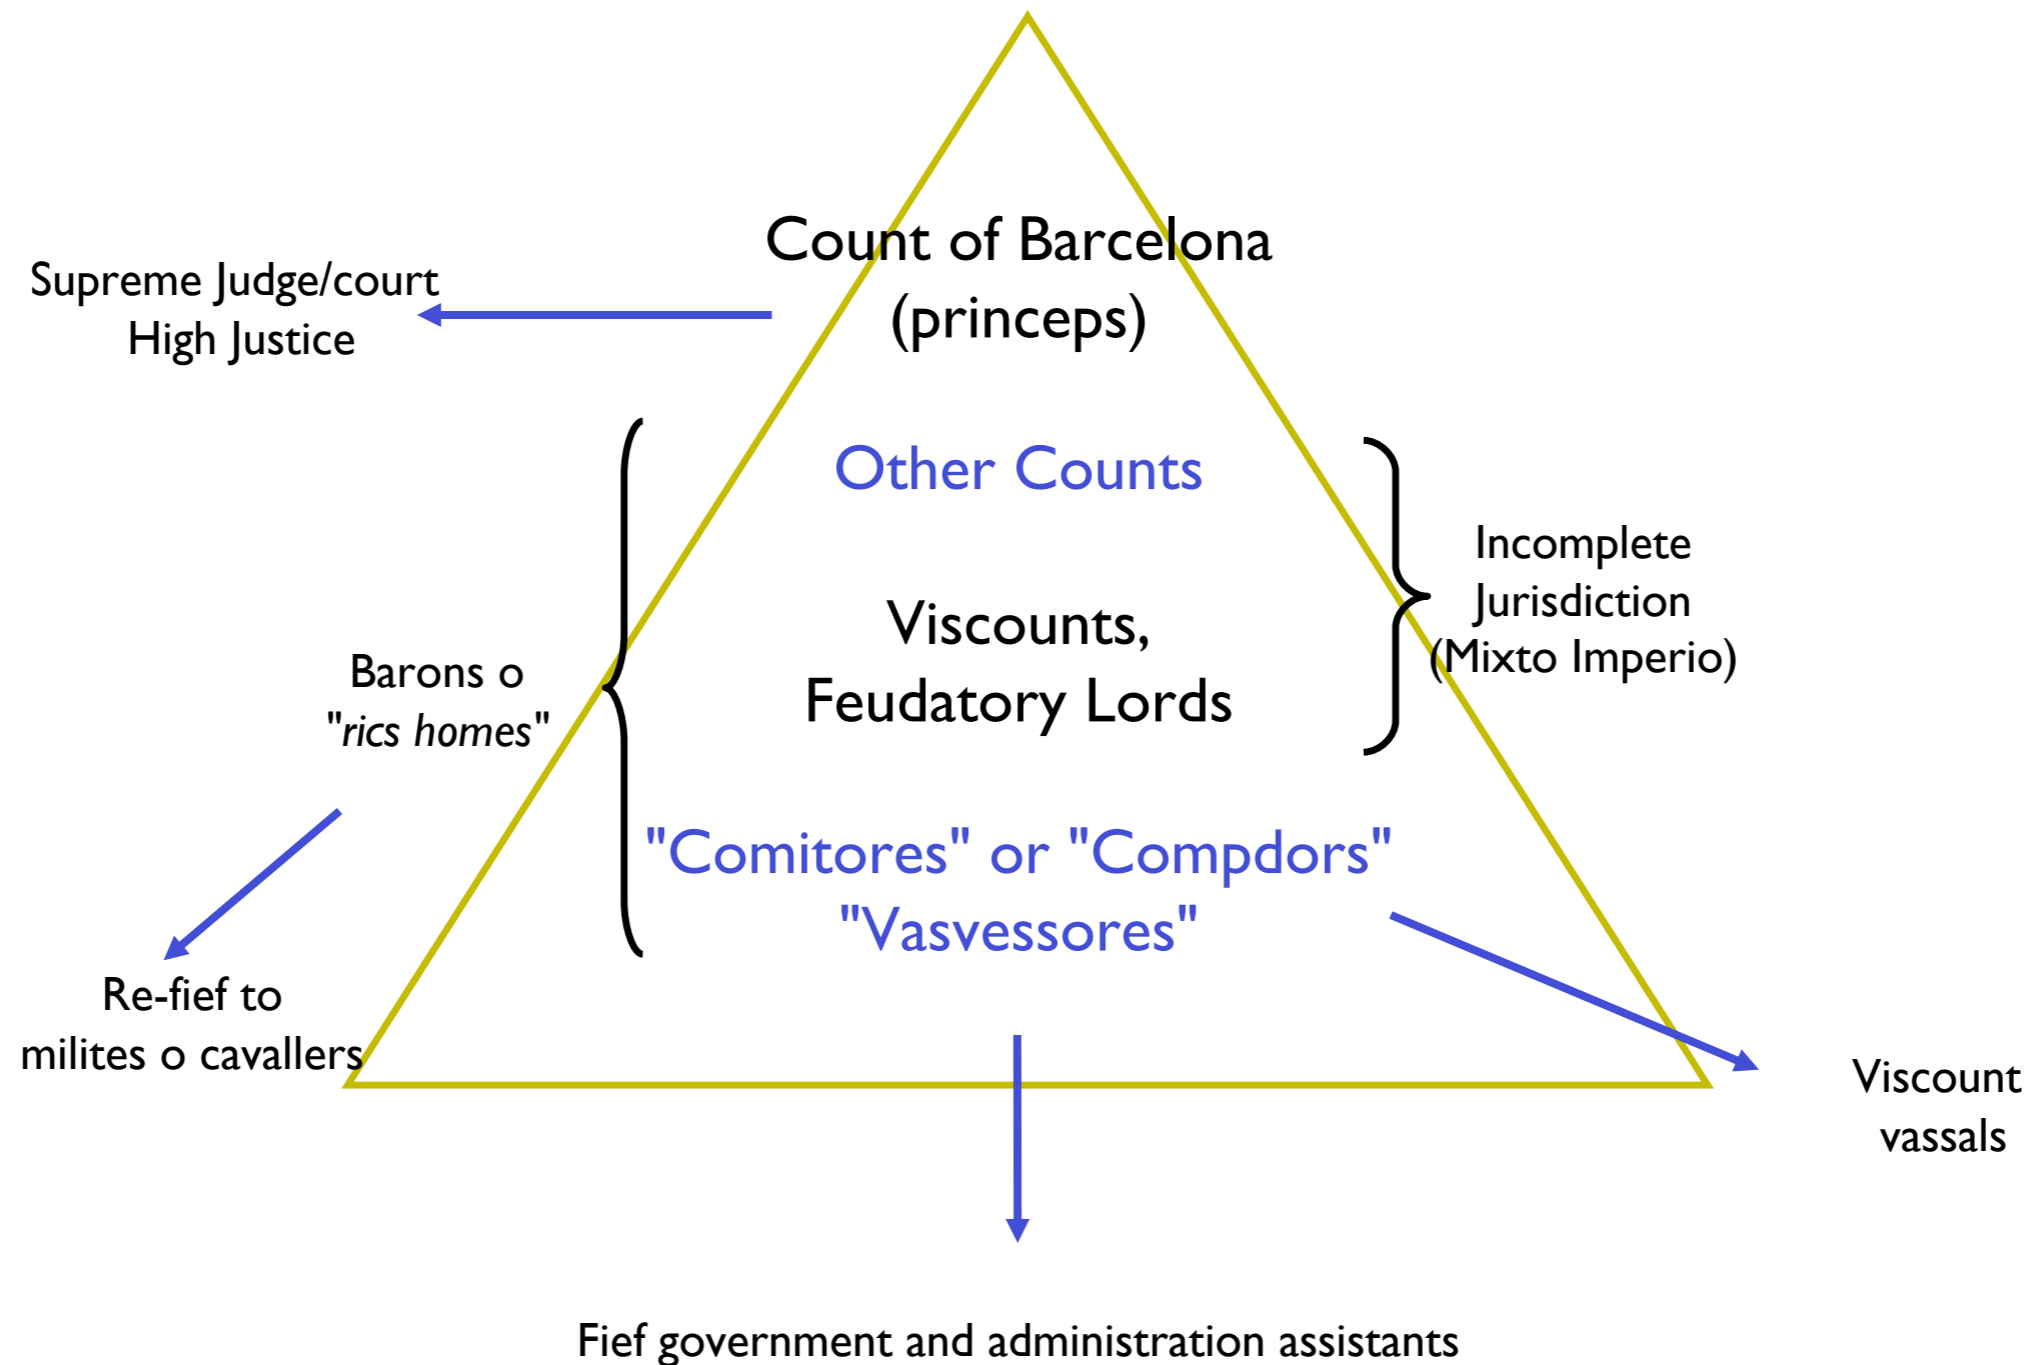 Count of Barcelona
(princeps)
Supreme Judge/court
High Justice
Other Counts
Viscounts,
Feudatory Lords
Incomplete
Jurisdiction
(Mixto Imperio)
Barons o
"rics homes"
"Comitores" or "Compdors"
"Vasvessores"
Re-fief to
milites o cavallers
Viscount
vassals
Fief government and administration assistants